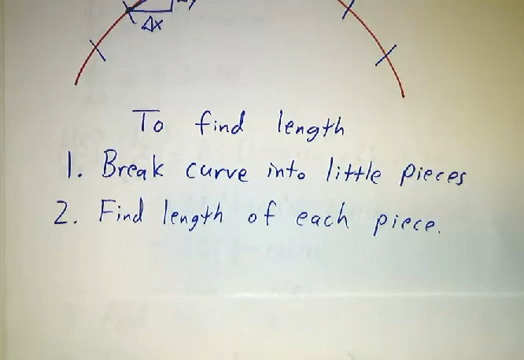 Δx
To find length
1. Break curve into little pieces
2. Find length of each piece.